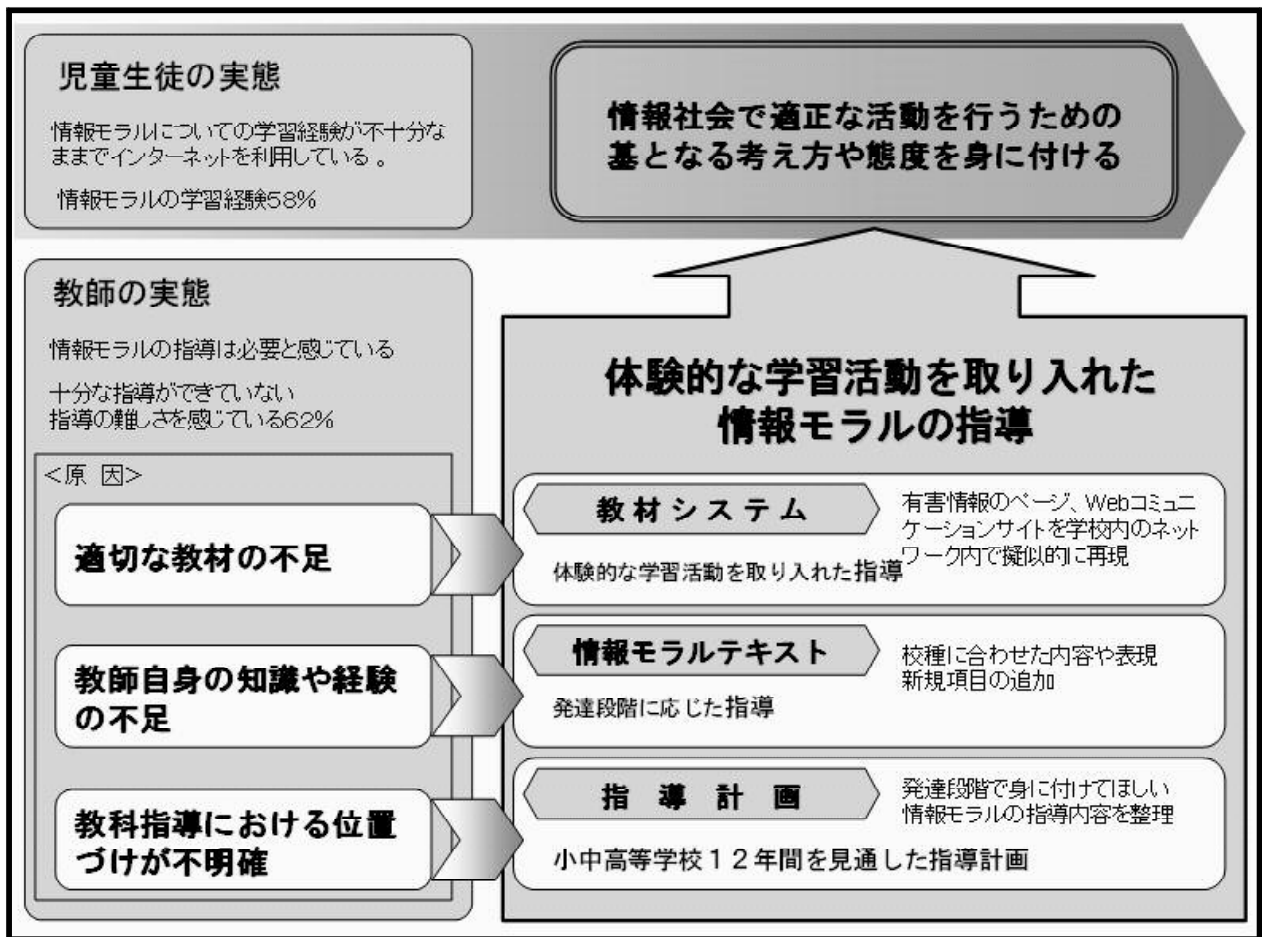 児童生徒の実態
情報モラルについての学習経験が不十分な
ままでインターネットを利用している 。
情報モラルの学習経験58%
情報社会で適正な活動を行うための
基となる考え方や態度を身に付ける
教師の実態
情報モラルの指導は必要と感じている
十分な指導ができていない
指導の難しさを感じている62%
<原 因>
適切な教材の不足
教師自身の知識や経験
の不足
教科指導における位置
づけが不明確
体験的な学習活動を取り入れた
情報モラルの指導
教 材 シ ス テ ム
有害情報のページ、Webコミュニ
ケーションサイトを学校内のネット
ワーク内で擬似的に再現
体験的な学習活動を取り入れた指導
情報モラルテキスト
校種に合わせた内容や表現
新規項目の追加
発達段階に応じた指導
指 導 計 画
発達段階で身に付けてほしい
情報モラルの指導内容を整理
小中高等学校12年間を見通した指導計画